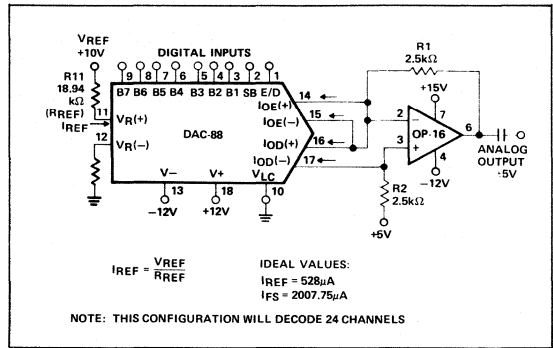 VREF
+10V
DIGITAL INPUTS
R11
18.94
kΩ
(RREF)
IREF
9 8 7 6 5 4 3 2 1
B7 B6 B5 B4 B3 B2 B1 SB E/D
11
VR(+)
12
VR(−)
DAC-88
IOE(+)
14
IOE(−)
15
IOD(+)
16
IOD(−)
17
V−
V+
VLC
13
18
10
−12V
+12V
R1
2.5kΩ
+15V
2
−
7
OP-16
6
3
+
4
−12V
ANALOG
OUTPUT
±5V
R2
2.5kΩ
+5V
IREF = VREF
RREF
IDEAL VALUES:
IREF = 528µA
IFS = 2007.75µA
NOTE: THIS CONFIGURATION WILL DECODE 24 CHANNELS